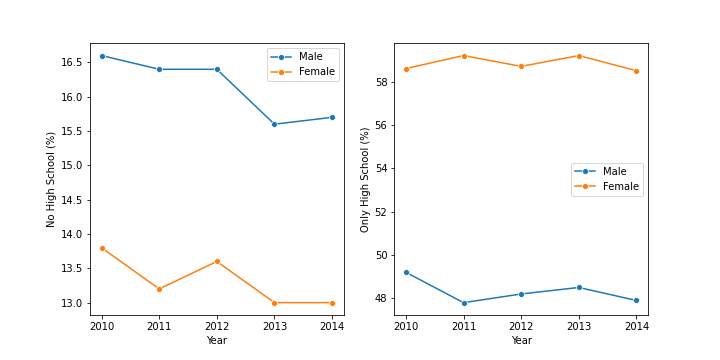 No High School (%)
16.5
16.0
15.5
15.0
14.5
14.0
13.5
13.0
Male
Female
2010 2011 2012 2013 2014
Year
Only High School (%)
58
56
54
52
50
48
Male
Female
2010 2011 2012 2013 2014
Year